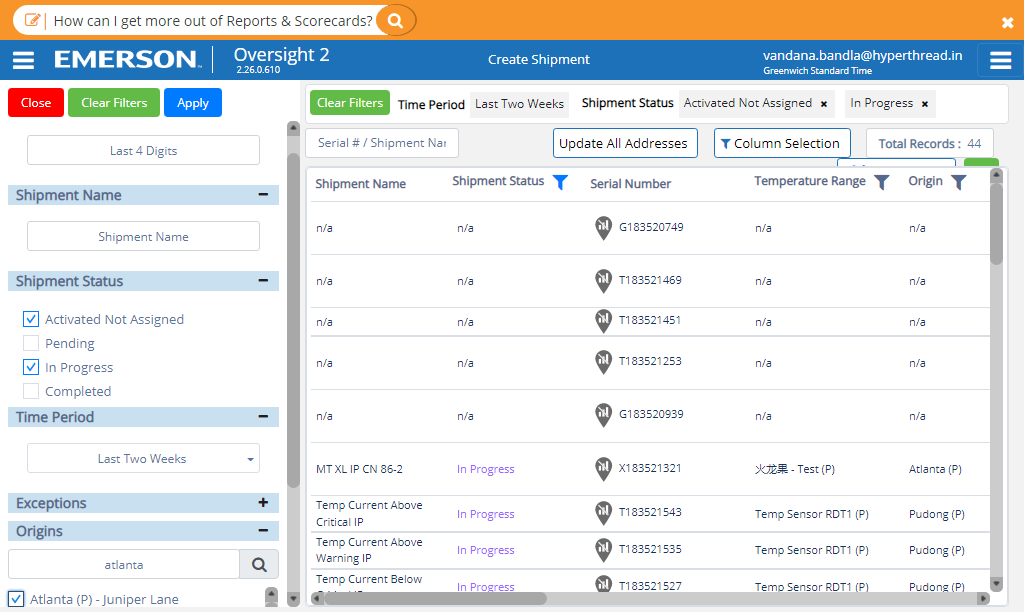 How can I get more out of Reports & Scorecards?
EMERSON
Oversight 2
2.26.0.610
Create Shipment
vandana.bandla@hyperthread.in
Greenwich Standard Time
Close
Clear Filters
Apply
Last 4 Digits
Shipment Name
Shipment Name
Shipment Status
Activated Not Assigned
Pending
In Progress
Completed
Time Period
Last Two Weeks
Exceptions
Origins
atlanta
Atlanta (P) - Juniper Lane
Clear Filters Time Period Last Two Weeks Shipment Status Activated Not Assigned × In Progress ×
Serial # / Shipment Nar
Update All Addresses
Column Selection
Total Records : 44
Shipment Name Shipment Status Serial Number Temperature Range Origin
n/a n/a G183520749 n/a n/a
n/a n/a T183521469 n/a n/a
n/a n/a T183521451 n/a n/a
n/a n/a T183521253 n/a n/a
n/a n/a G183520939 n/a n/a
MT XL IP CN 86-2 In Progress X183521321 火龙果 - Test (P) Atlanta (P)
Temp Current Above
Critical IP In Progress T183521543 Temp Sensor RDT1 (P) Pudong (P)
Temp Current Above
Warning IP In Progress T183521535 Temp Sensor RDT1 (P) Pudong (P)
Temp Current Below
In Progress T183521527 Temp Sensor RDT1 (P) Pudong (P)